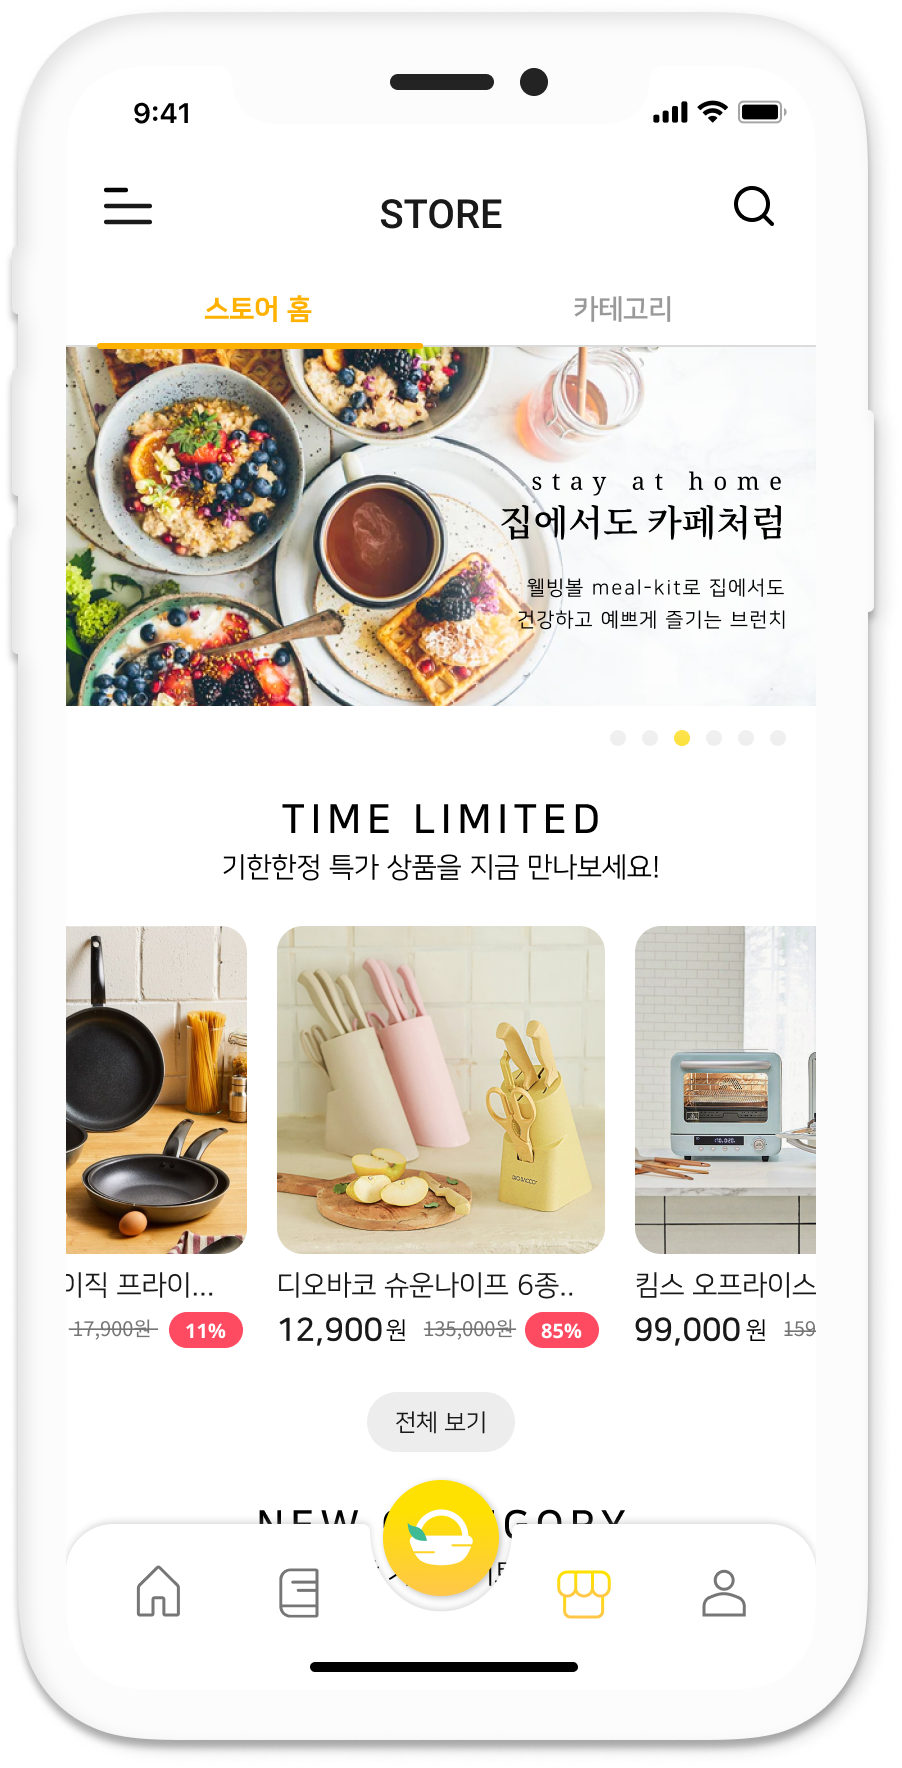 9:41
STORE
스토어 홈
카테고리
stay at home
집에서도 카페처럼
웰빙볼 meal-kit로 집에서도
건강하고 예쁘게 즐기는 브런치
TIME LIMITED
기한한정 특가 상품을 지금 만나보세요!
이직 프라이...
17,900원 11%
디오바코 슈운나이프 6종..
12,900원 135,000원 85%
킴스 오프라이스
99,000원 159
전체 보기
NEW